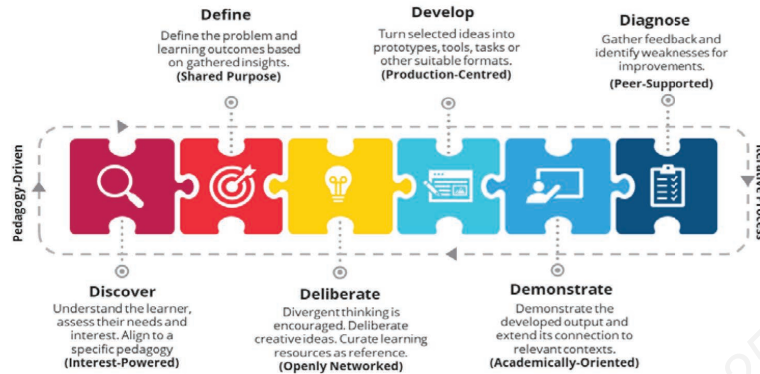 Define
Define the problem and
learning outcomes based
on gathered insights.
(Shared Purpose)
Develop
Turn selected ideas into
prototypes, tools, tasks or
other suitable formats.
(Production-Centred)
Diagnose
Gather feedback and
identify weaknesses for
improvements.
(Peer-Supported)
Pedagogy-Driven
Iterative Process
Discover
Understand the learner,
assess their needs and
interest. Align to a
specific pedagogy
(Interest-Powered)
Deliberate
Divergent thinking is
encouraged. Deliberate
creative ideas. Curate learning
resources as reference.
(Openly Networked)
Demonstrate
Demonstrate the
developed output and
extend its connection to
relevant contexts.
(Academically-Oriented)